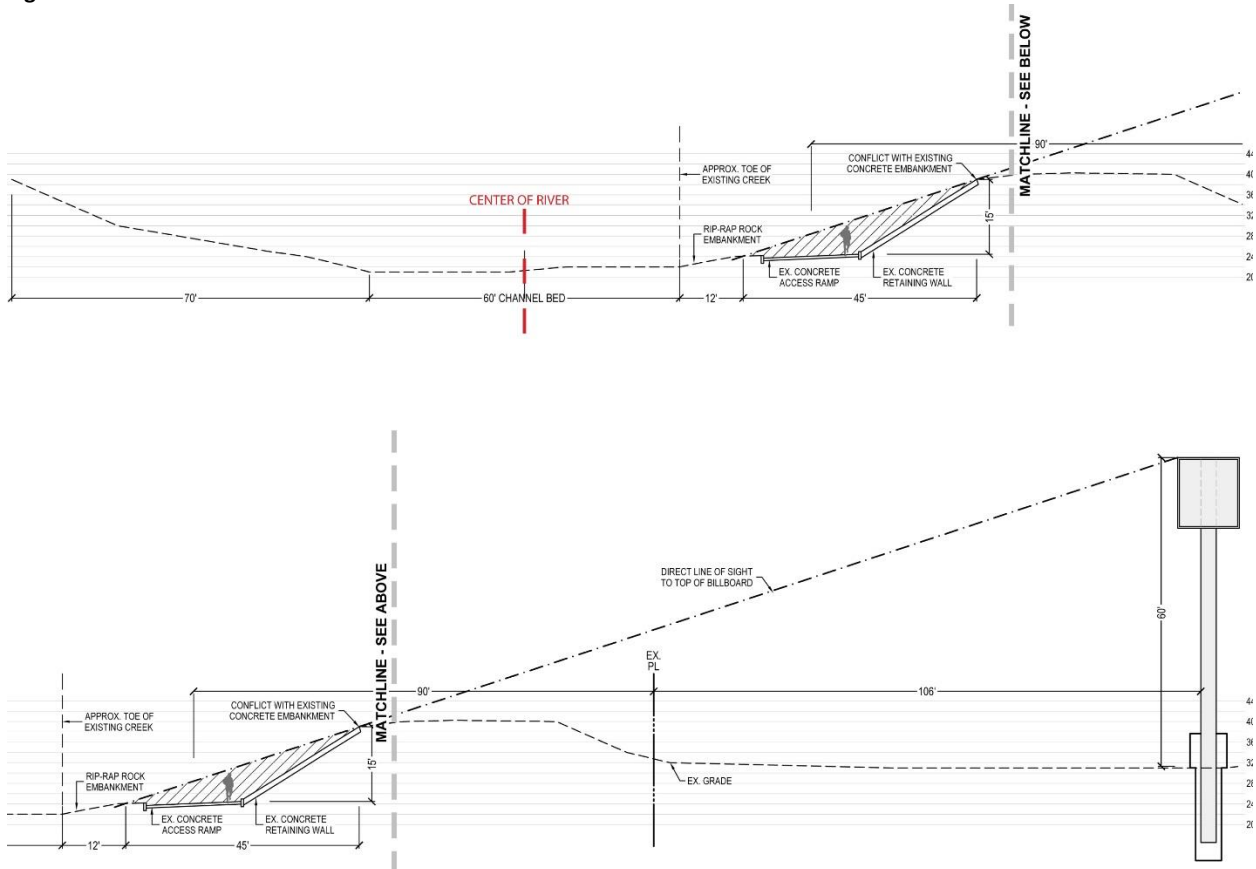 MATCHLINE - SEE BELOW
90'
44
CONFLICT WITH EXISTING
CONCRETE EMBANKMENT
APPROX. TOE OF
EXISTING CREEK
40
CENTER OF RIVER
36
15'
32
RIP-RAP ROCK
EMBANKMENT
28
24
EX. CONCRETE
ACCESS RAMP
EX. CONCRETE
RETAINING WALL
20
70'
60' CHANNEL BED
12'
45'
MATCHLINE - SEE ABOVE
DIRECT LINE OF SIGHT
TO TOP OF BILLBOARD
60'
EX.
PL
90'
106'
44
CONFLICT WITH EXISTING
CONCRETE EMBANKMENT
APPROX. TOE OF
EXISTING CREEK
40
36
15'
32
RIP-RAP ROCK
EMBANKMENT
EX. GRADE
28
24
EX. CONCRETE
ACCESS RAMP
EX. CONCRETE
RETAINING WALL
20
12'
45'